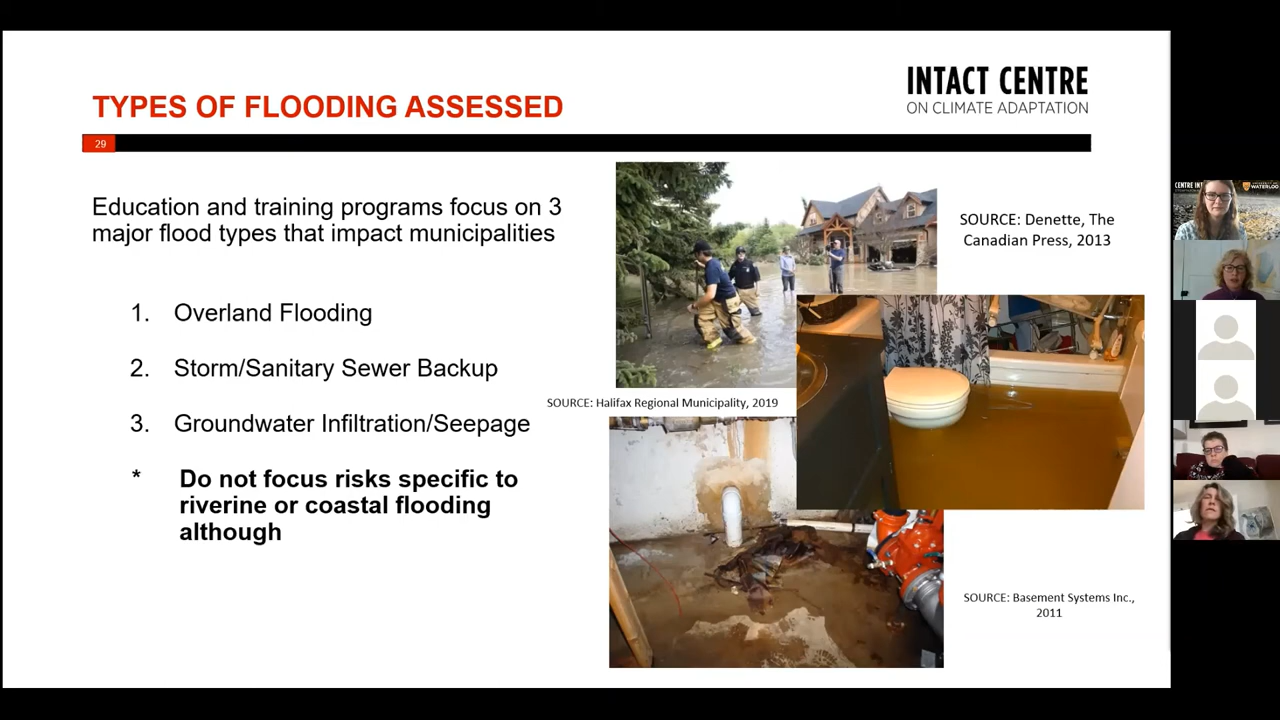 INTACT CENTRE
ON CLIMATE ADAPTATION
TYPES OF FLOODING ASSESSED
29
Education and training programs focus on 3
major flood types that impact municipalities
1. Overland Flooding
2. Storm/Sanitary Sewer Backup
3. Groundwater Infiltration/Seepage
* Do not focus risks specific to
riverine or coastal flooding
although
SOURCE: Denette, The
Canadian Press, 2013
SOURCE: Halifax Regional Municipality, 2019
SOURCE: Basement Systems Inc.,
2011
WATERLOO